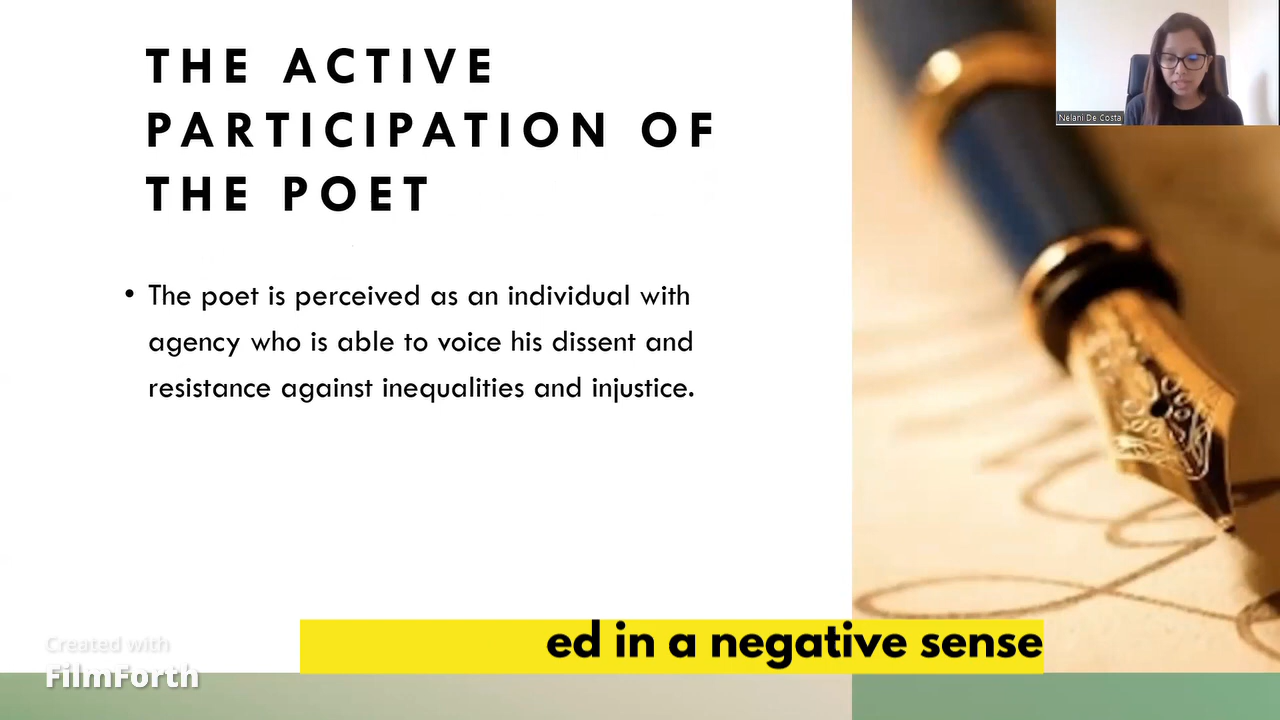 THE ACTIVE
PARTICIPATION OF
THE POET
• The poet is perceived as an individual with
agency who is able to voice his dissent and
resistance against inequalities and injustice.
Nelani De Costa
ed in a negative sense
Created with
FilmForth